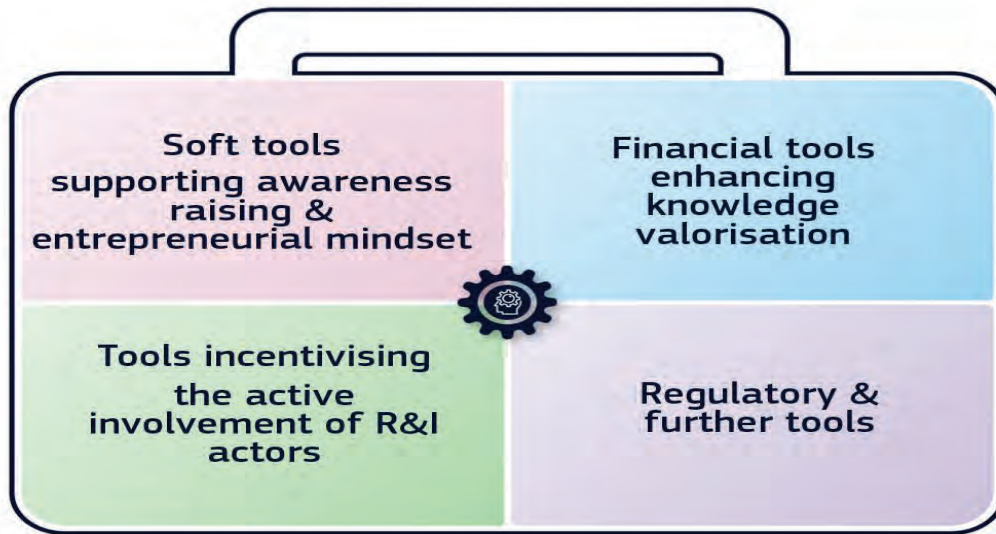 Soft tools
supporting awareness
raising &
entrepreneurial mindset
Financial tools
enhancing
knowledge
valorisation
Tools incentivising
the active
involvement of R&I
actors
Regulatory &
further tools